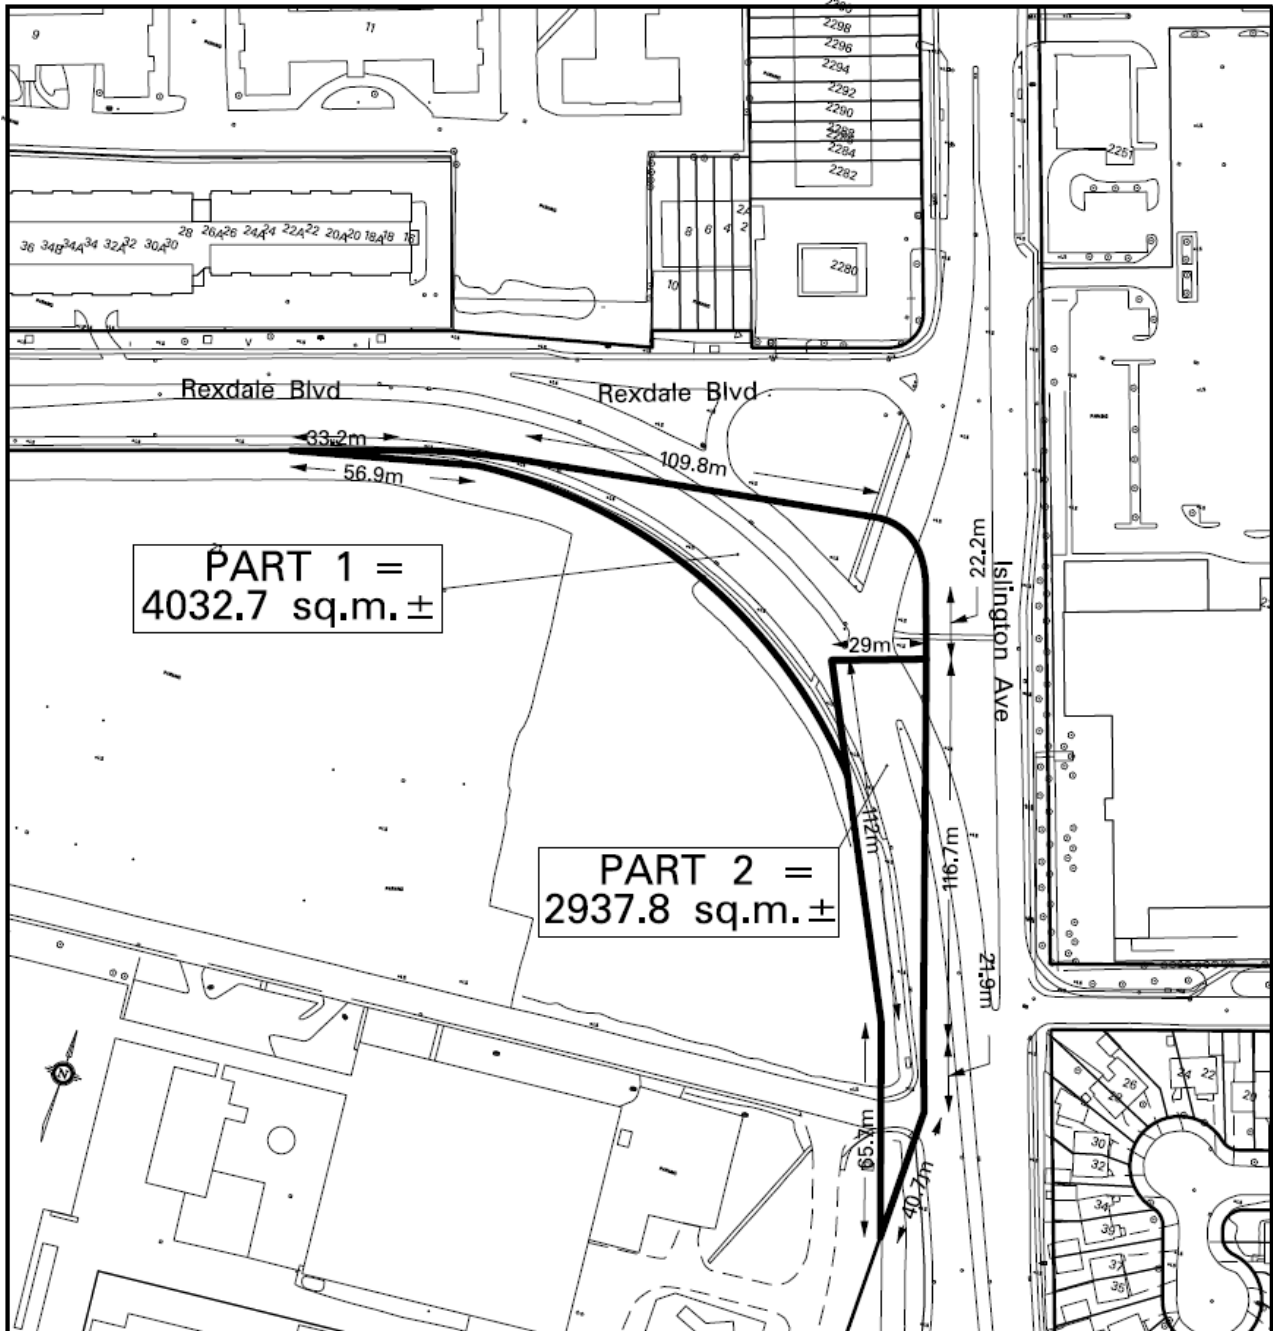 9
11
2298
2296
2294
2292
2290
2284
2282
2251
36 34B 34A 34 32A 32 30A 30 28 26A 26 24A 24 22A 22 20A 20 18A 18 16
8 6 4 2
10
2280
Rexdale Blvd
Rexdale Blvd
33.2m
109.8m
56.9m
22.2m
Islington Ave
PART 1 =
4032.7 sq.m.±
29m
112m
116.7m
PART 2 =
2937.8 sq.m.±
21.9m
N
65.7m
40.7m
24 22
26
28
20
30
32
34
39
37
35